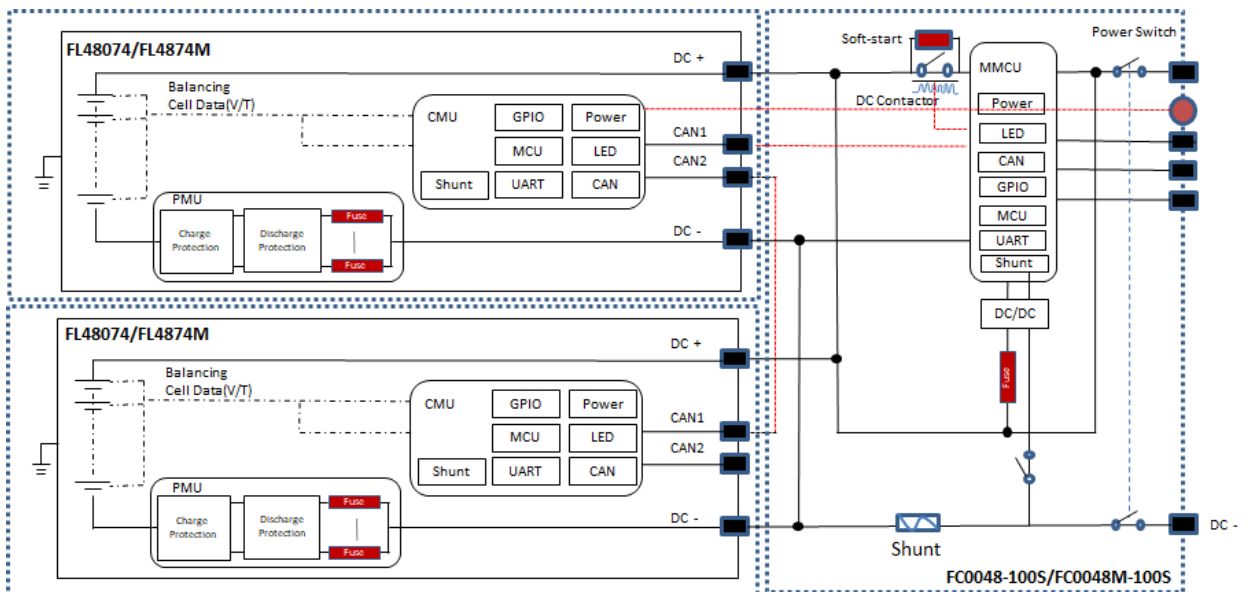 FL48074/FL4874M
DC +
Balancing
Cell Data(V/T)
CMU
GPIO
Power
MCU
LED
Shunt
UART
CAN
CAN1
CAN2
PMU
Charge
Protection
Discharge
Protection
Fuse
Fuse
DC -
FL48074/FL4874M
DC +
Balancing
Cell Data(V/T)
CMU
GPIO
Power
MCU
LED
Shunt
UART
CAN
CAN1
CAN2
PMU
Charge
Protection
Discharge
Protection
Fuse
Fuse
DC -
Soft-start
DC Contactor
Power Switch
MMCU
Power
LED
CAN
GPIO
MCU
UART
Shunt
DC/DC
Fuse
Shunt
DC -
FC0048-100S/FC0048M-100S